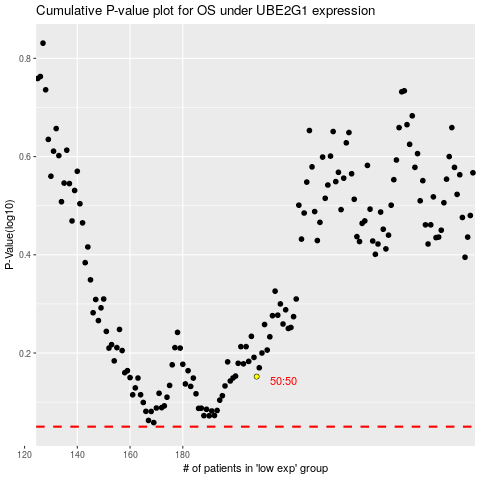 Cumulative P-value plot for OS under UBE2G1 expression
P-Value(log10)
0.8
0.6
0.4
0.2
50:50
120 140 160 180
# of patients in 'low exp' group